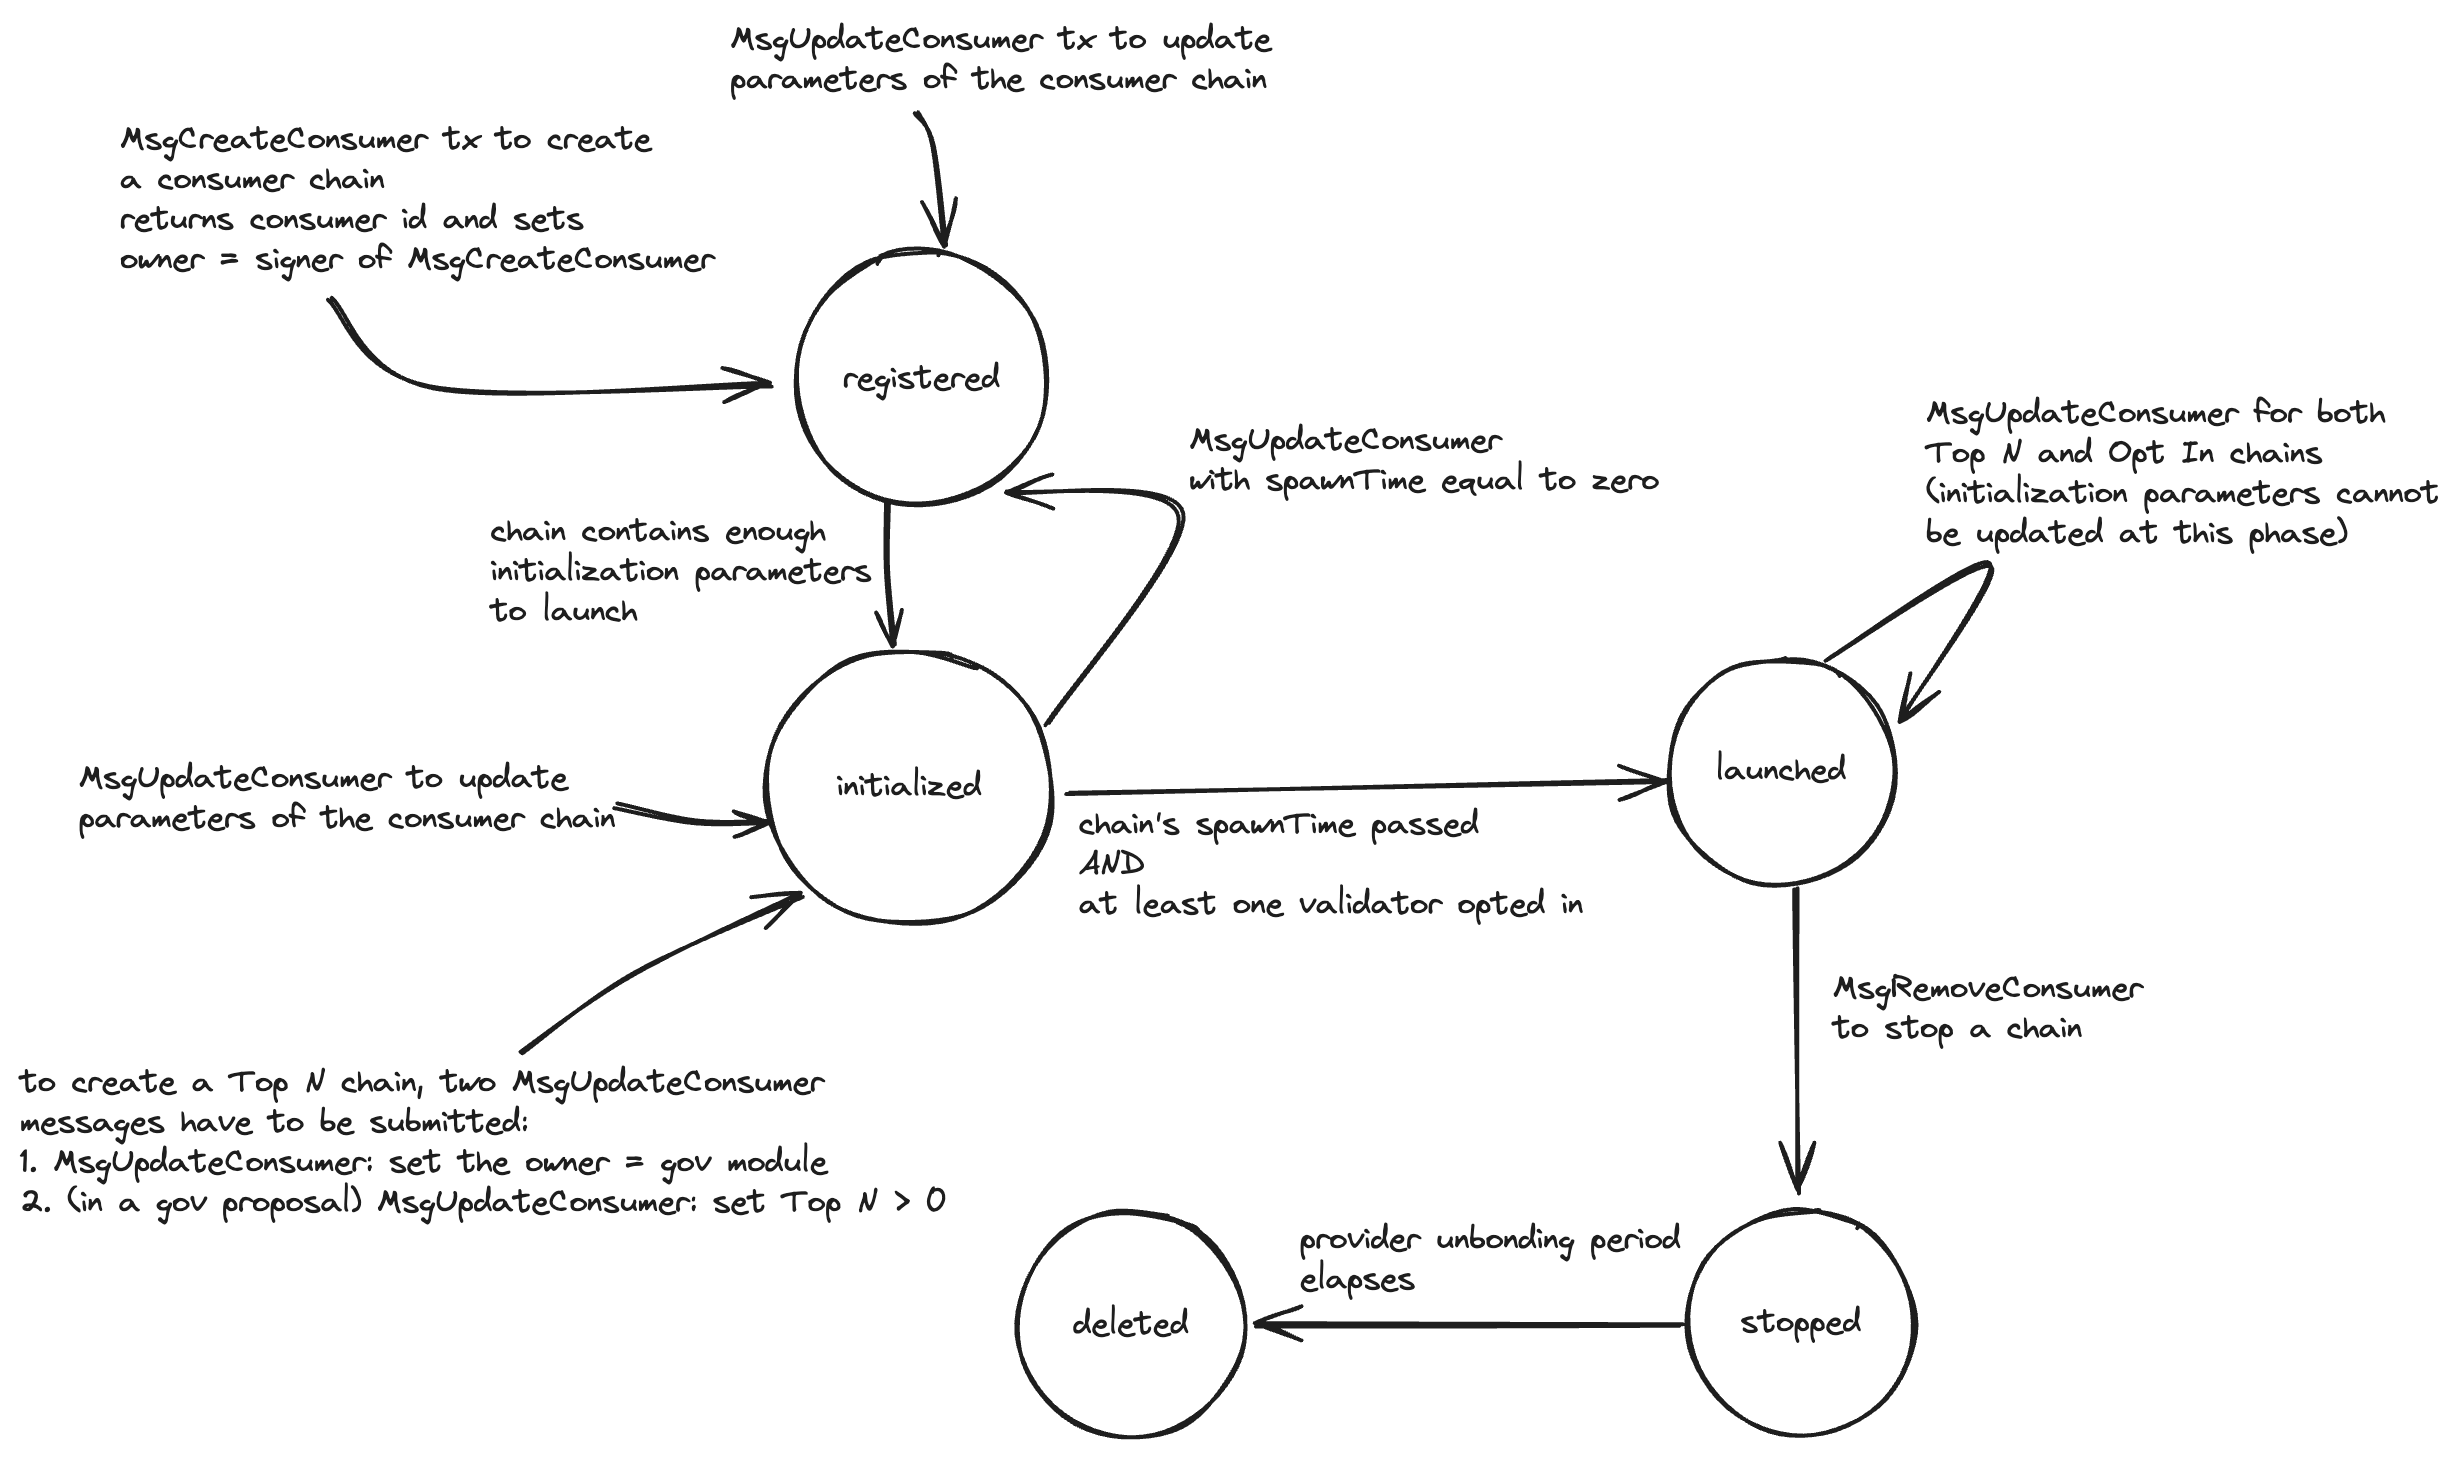 MsgUpdateConsumer tx to update
parameters of the consumer chain
MsgCreateConsumer tx to create
a consumer chain
returns consumer id and sets
owner = signer of MsgCreateConsumer
registered
MsgUpdateConsumer
with spawnTime equal to zero
MsgUpdateConsumer for both
Top N and Opt In chains
(initialization parameters cannot
be updated at this phase)
chain contains enough
initialization parameters
to launch
initialized
launched
MsgUpdateConsumer to update
parameters of the consumer chain
chain's spawnTime passed
AND
at least one validator opted in
MsgRemoveConsumer
to stop a chain
to create a Top N chain, two MsgUpdateConsumer
messages have to be submitted:
1. MsgUpdateConsumer: set the owner = gov module
2. (in a gov proposal) MsgUpdateConsumer: set Top N > 0
provider unbonding period
elapses
deleted
stopped